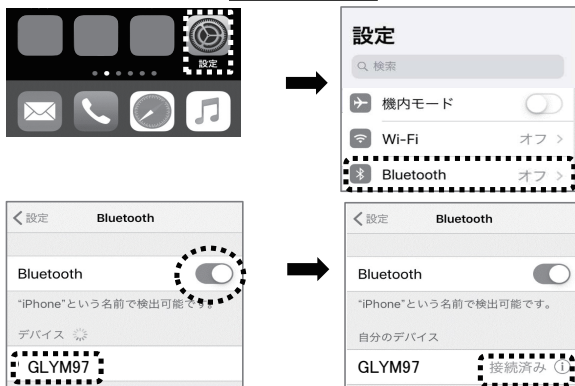 設定
設定
検索
機内モード
Wi-Fi オフ
Bluetooth オフ
設定 Bluetooth
Bluetooth
"iPhone"という名前で検出可能です。
デバイス
GLYM97
設定 Bluetooth
Bluetooth
"iPhone"という名前で検出可能です。
自分のデバイス
GLYM97 接続済み